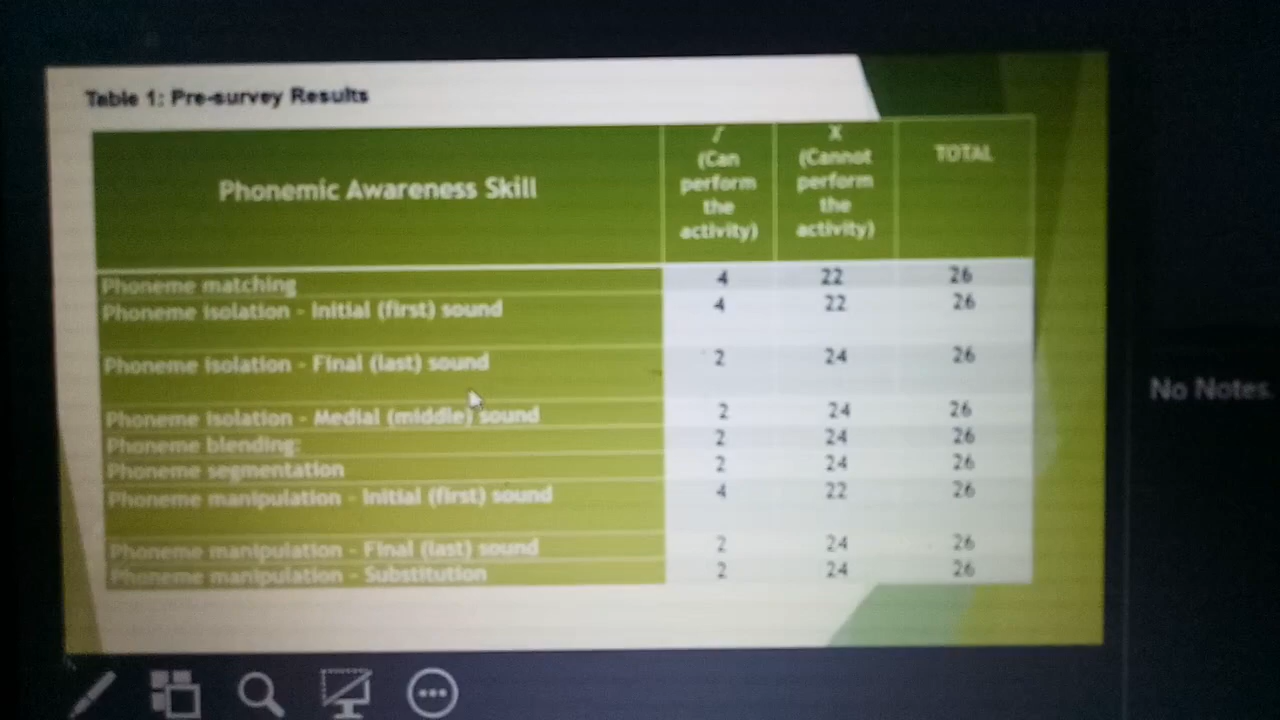 Table 1: Pre-survey Results
Phonemic Awareness Skill
/
(Can
perform
the
activity)
X
(Cannot
perform
the
activity)
TOTAL
Phoneme matching 4 22 26
Phoneme isolation - Initial (first) sound 4 22 26
Phoneme isolation - Final (last) sound 2 24 26
Phoneme isolation - Medial (middle) sound 2 24 26
Phoneme blending: 2 24 26
Phoneme segmentation 2 24 26
Phoneme manipulation - Initial (first) sound 4 22 26
Phoneme manipulation - Final (last) sound 2 24 26
Phoneme manipulation - Substitution 2 24 26
No Notes.